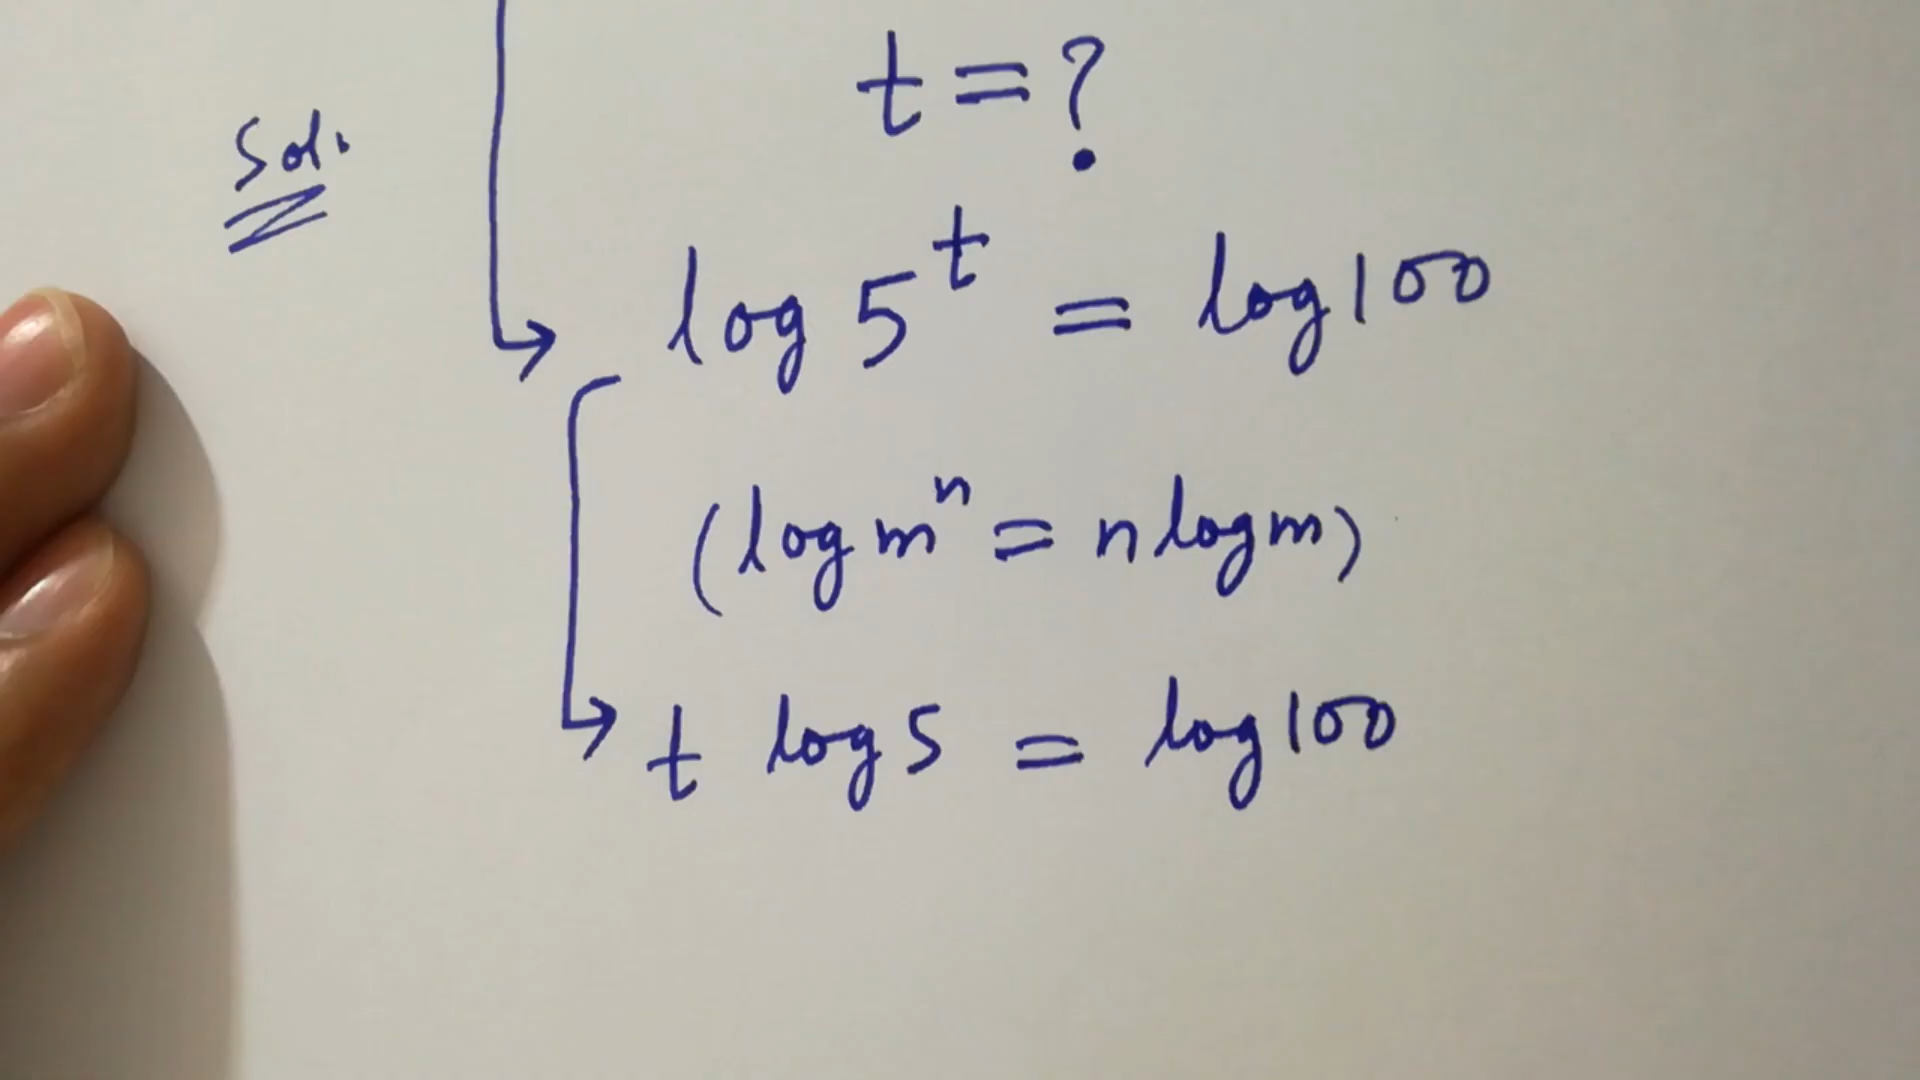 t = ?
Sol.
log 5^t = log 100
(log m^n = n log m)
t log 5 = log 100